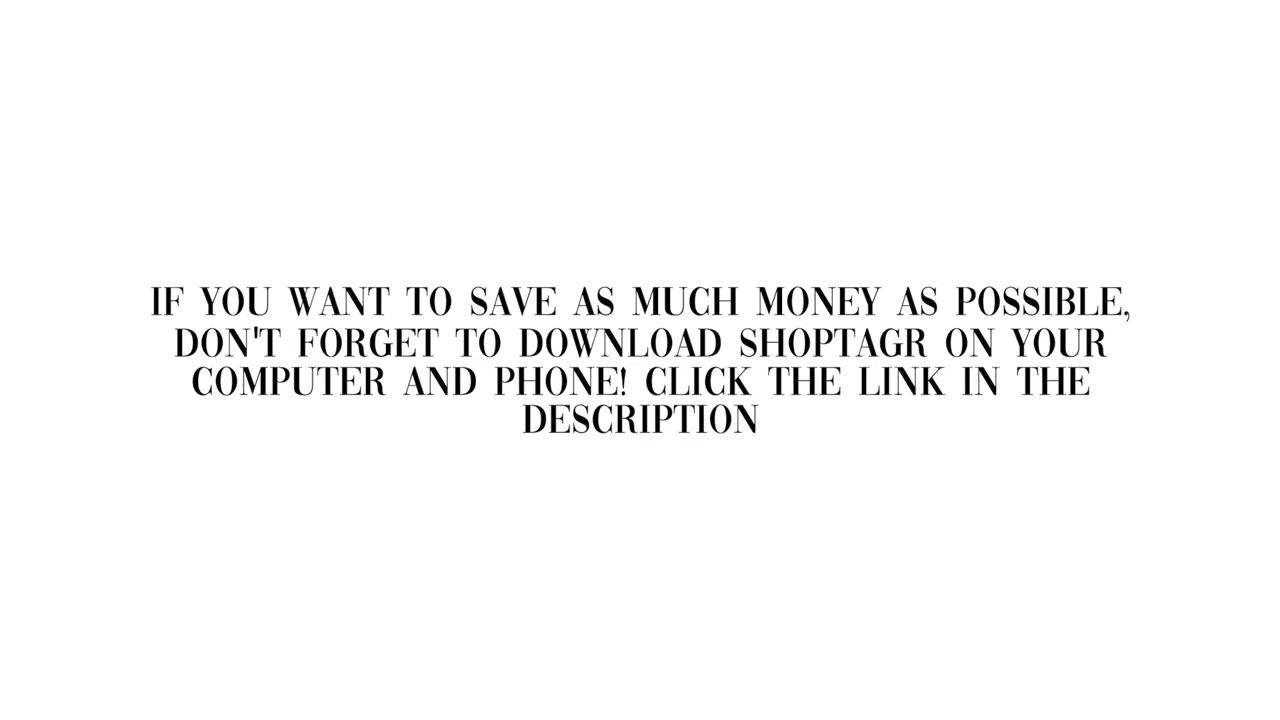 IF YOU WANT TO SAVE AS MUCH MONEY AS POSSIBLE,
DON'T FORGET TO DOWNLOAD SHOPTAGR ON YOUR
COMPUTER AND PHONE! CLICK THE LINK IN THE
DESCRIPTION